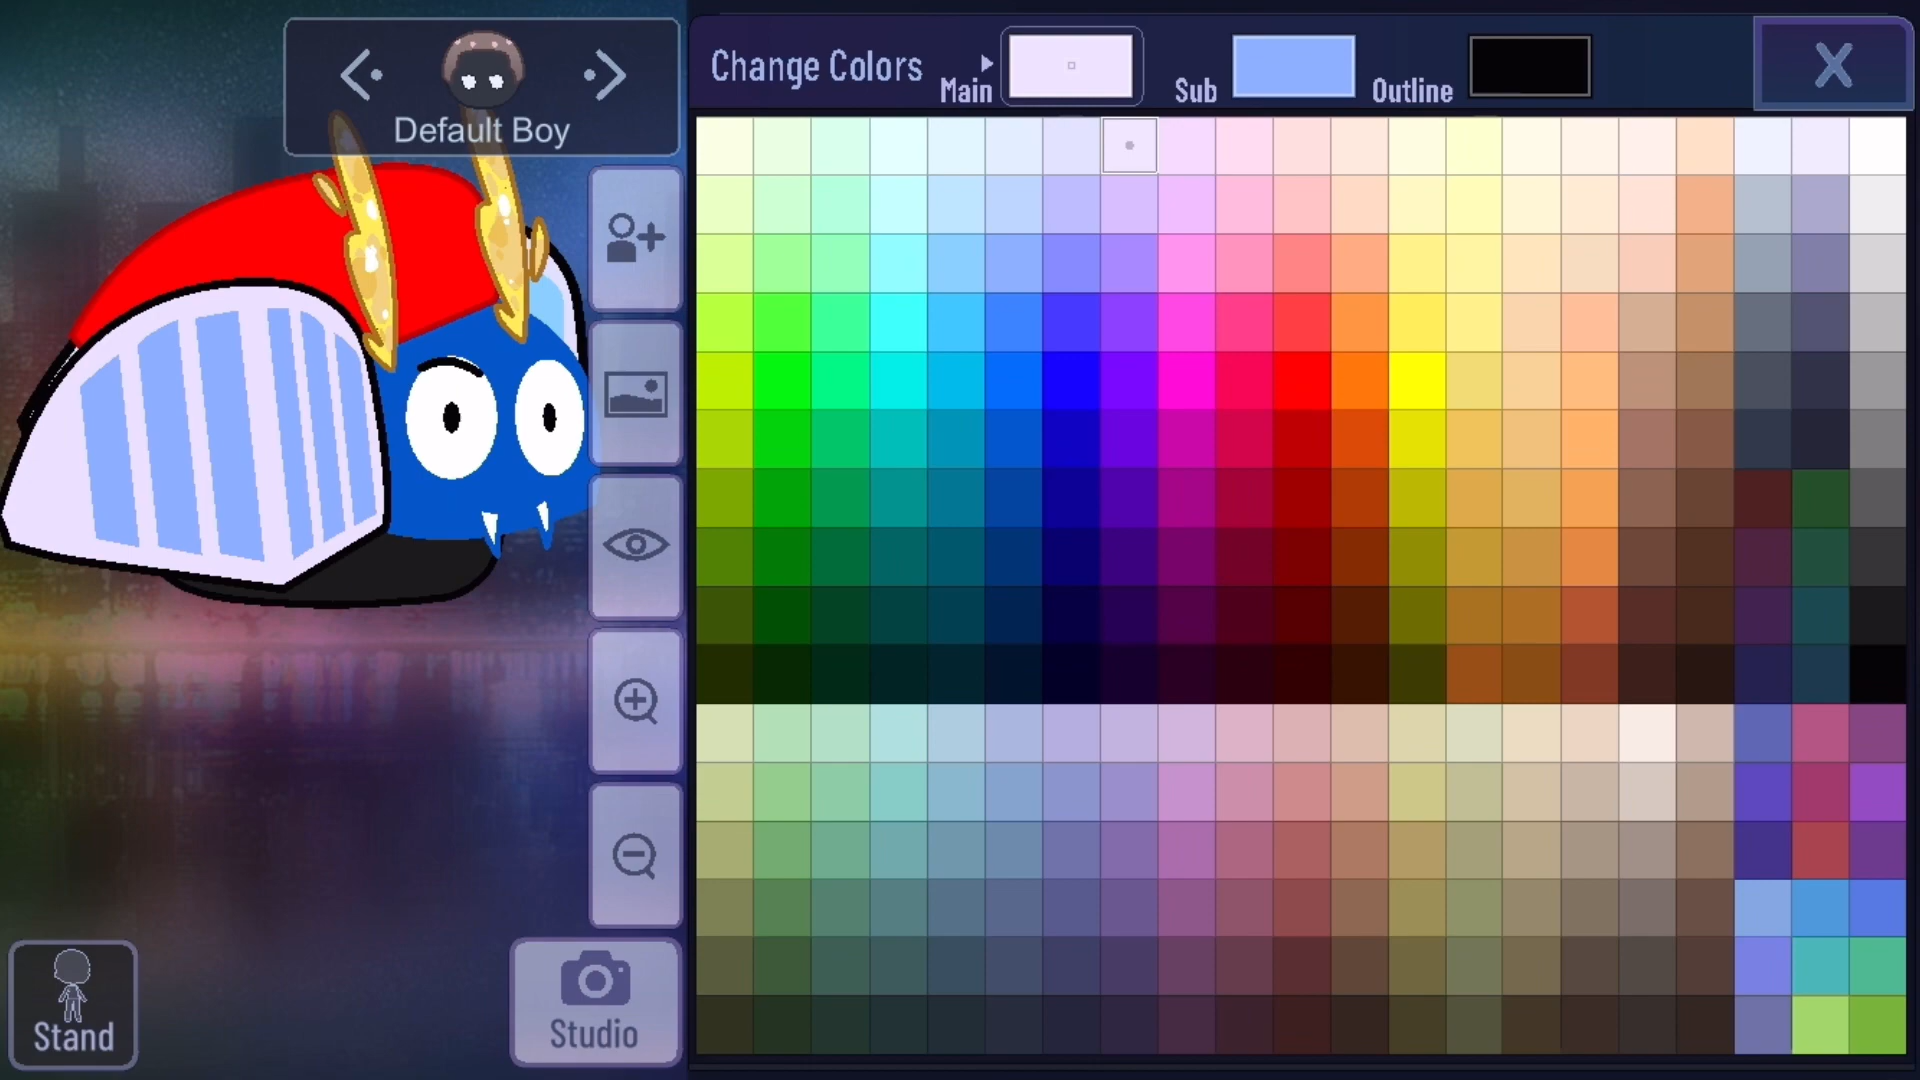 Default Boy
Change Colors
Main
Sub
Outline
X
Stand
Studio